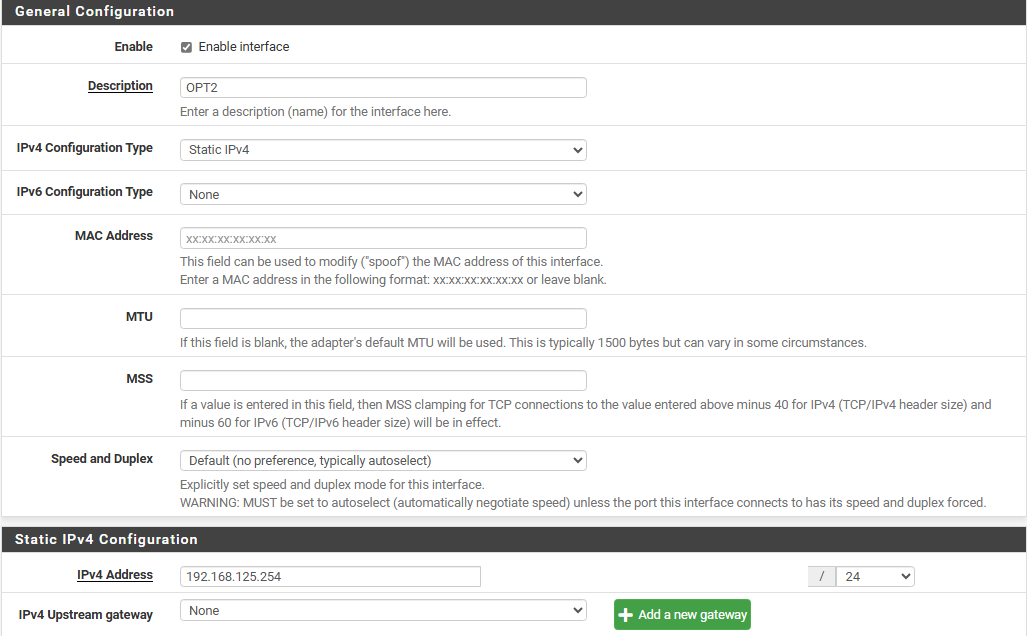 General Configuration
Enable
Enable interface
Description
OPT2
Enter a description (name) for the interface here.
IPv4 Configuration Type
Static IPv4
IPv6 Configuration Type
None
MAC Address
xx:xx:xx:xx:xx:xx
This field can be used to modify ("spoof") the MAC address of this interface.
Enter a MAC address in the following format: xx:xx:xx:xx:xx:xx or leave blank.
MTU
If this field is blank, the adapter's default MTU will be used. This is typically 1500 bytes but can vary in some circumstances.
MSS
If a value is entered in this field, then MSS clamping for TCP connections to the value entered above minus 40 for IPv4 (TCP/IPv4 header size) and
minus 60 for IPv6 (TCP/IPv6 header size) will be in effect.
Speed and Duplex
Default (no preference, typically autoselect)
Explicitly set speed and duplex mode for this interface.
WARNING: MUST be set to autoselect (automatically negotiate speed) unless the port this interface connects to has its speed and duplex forced.
Static IPv4 Configuration
IPv4 Address
192.168.125.254
/
24
IPv4 Upstream gateway
None
Add a new gateway